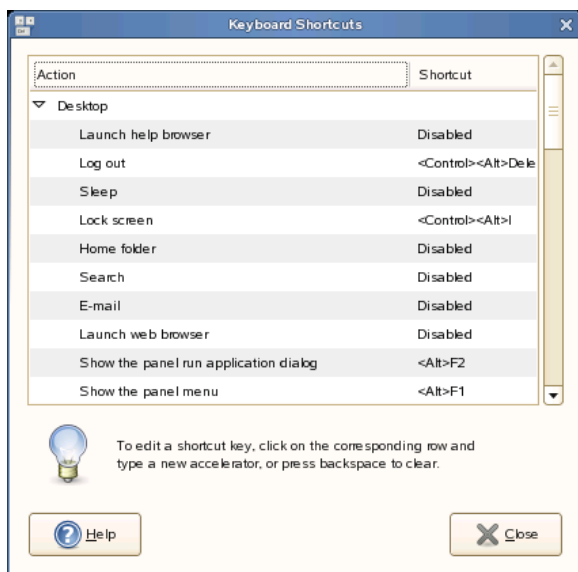 Keyboard Shortcuts
Action Shortcut
Desktop
Launch help browser Disabled
Log out <Control><Alt>Dele
Sleep Disabled
Lock screen <Control><Alt>l
Home folder Disabled
Search Disabled
E-mail Disabled
Launch web browser Disabled
Show the panel run application dialog <Alt>F2
Show the panel menu <Alt>F1
To edit a shortcut key, click on the corresponding row and
type a new accelerator, or press backspace to clear.
Help Close